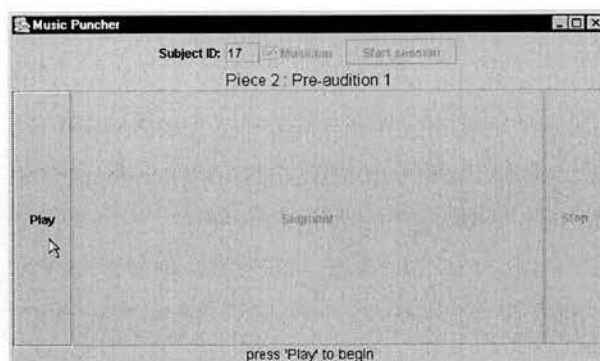 Music Puncher
Subject ID: 17 Musician Start session
Piece 2 : Pre-audition 1
Play Segment Stop
press 'Play' to begin